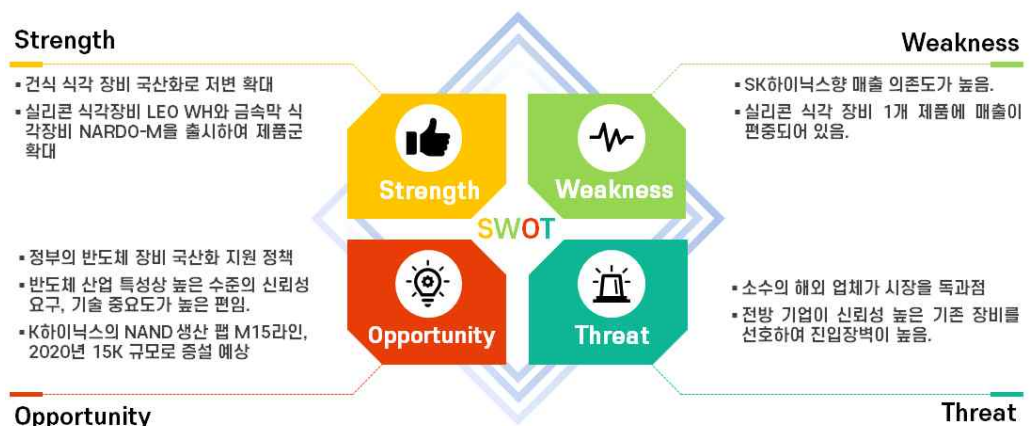 Strength
▪ 건식 식각 장비 국산화로 저변 확대
▪ 실리콘 식각장비 LEO WH와 금속막 식
각장비 NARDO-M을 출시하여 제품군
확대
Weakness
▪ SK하이닉스향 매출 의존도가 높음.
▪ 실리콘 식각 장비 1개 제품에 매출이
편중되어 있음.
Strength
Weakness
SWOT
Opportunity
Threat
▪ 정부의 반도체 장비 국산화 지원 정책
▪ 반도체 산업 특성상 높은 수준의 신뢰성
요구, 기술 중요도가 높은 편임.
▪ K하이닉스의 NAND 생산 팹 M15라인,
2020년 15K 규모로 증설 예상
Opportunity
▪ 소수의 해외 업체가 시장을 독과점
▪ 전방 기업이 신뢰성 높은 기존 장비를
선호하여 진입장벽이 높음.
Threat